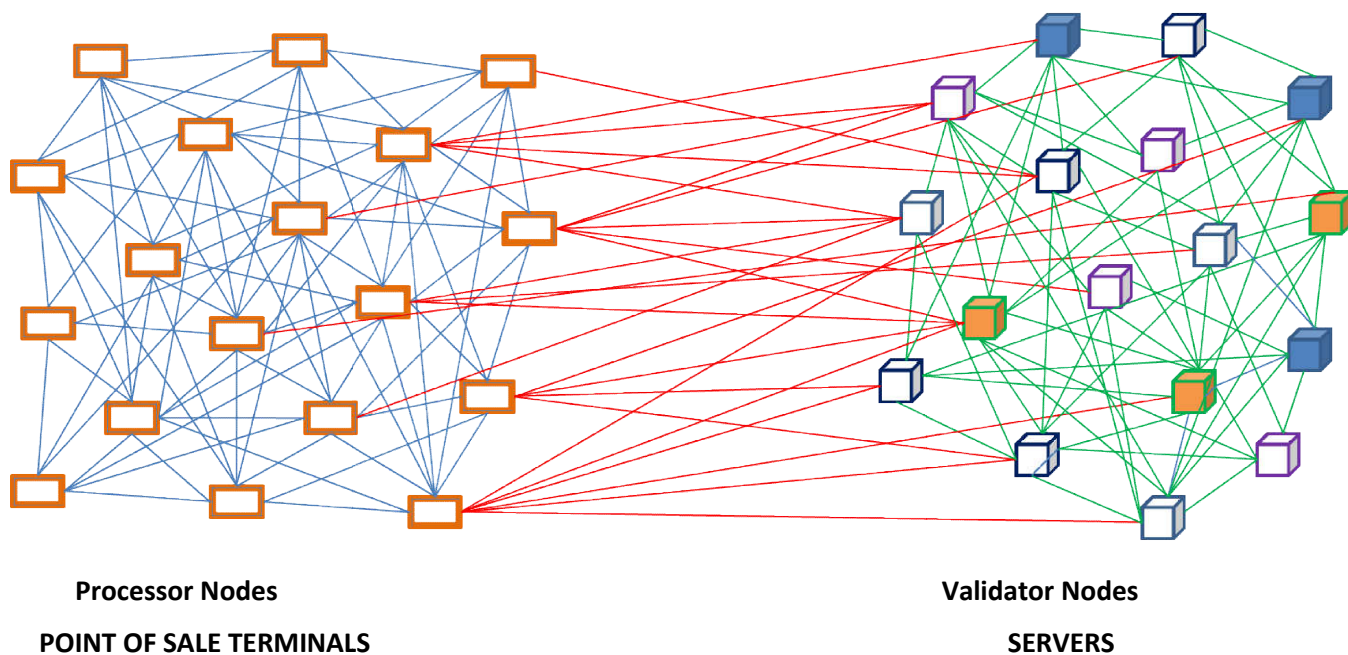 Processor Nodes
Validator Nodes
POINT OF SALE TERMINALS
SERVERS